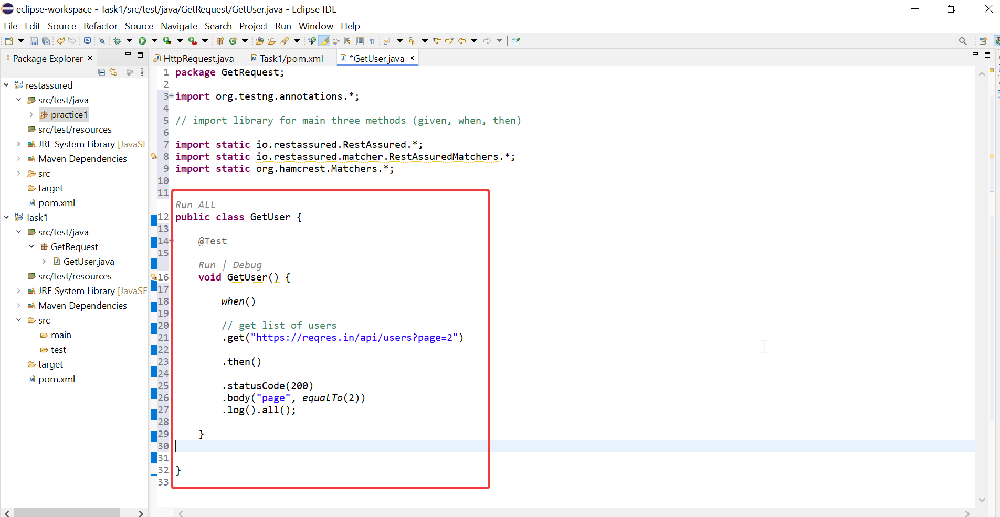 eclipse-workspace - Task1/src/test/java/GetRequest/GetUser.java - Eclipse IDE
File Edit Source Refactor Source Navigate Search Project Run Window Help
Package Explorer
HttpRequest.java Task1/pom.xml *GetUser.java
restassured
src/test/java
practice1
src/test/resources
JRE System Library [JavaSE
Maven Dependencies
src
target
pom.xml
Task1
src/test/java
GetRequest
GetUser.java
src/test/resources
JRE System Library [JavaSE
Maven Dependencies
src
main
test
target
pom.xml
1 package GetRequest;
2
3 import org.testng.annotations.*;
4
5 // import library for main three methods (given, when, then)
6
7 import static io.restassured.RestAssured.*;
8 import static io.restassured.matcher.RestAssuredMatchers.*;
9 import static org.hamcrest.Matchers.*;
10
11
Run All
12 public class GetUser {
13
14 @Test
15
Run | Debug
16 void GetUser() {
17
18 when()
19
20 // get list of users
21 .get("https://reqres.in/api/users?page=2")
22
23 .then()
24
25 .statusCode(200)
26 .body("page", equalTo(2))
27 .log().all();
28
29 }
30
31
32 }
33